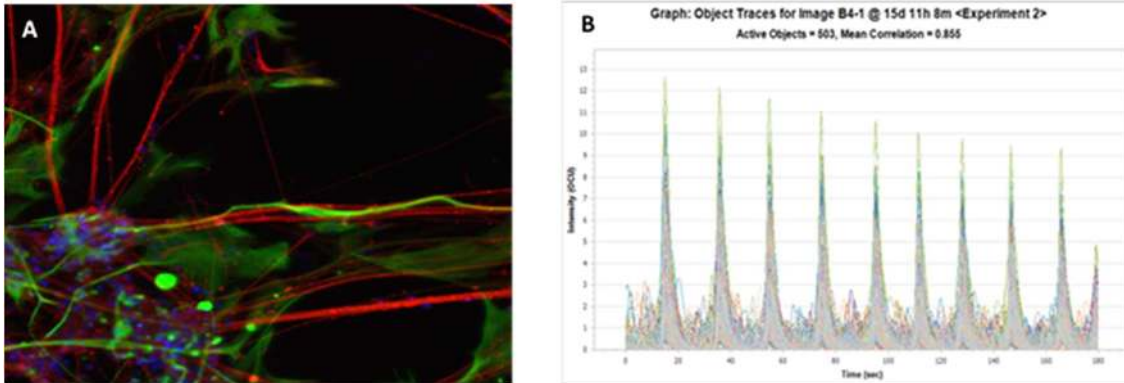 A
B
Graph: Object Traces for Image B4-1 @ 15d 11h 8m <Experiment 2>
Active Objects = 503, Mean Correlation = 0.855
Intensity (OCU)
13
12
11
10
9
8
7
6
5
4
3
2
1
0
0 20 40 60 80 100 120 140 160 180
Time (sec)